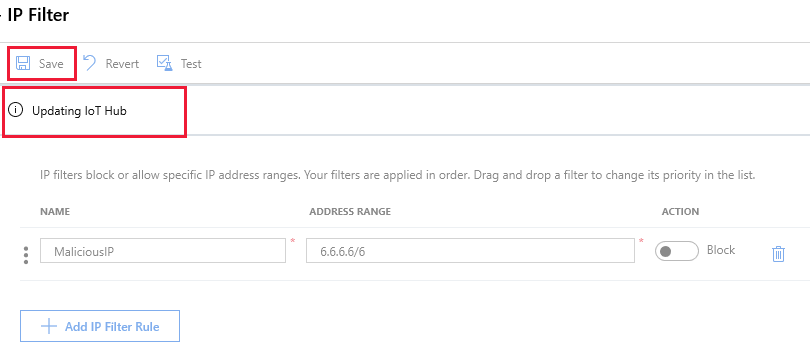 IP Filter
Save Revert Test
Updating IoT Hub
IP filters block or allow specific IP address ranges. Your filters are applied in order. Drag and drop a filter to change its priority in the list.
NAME ADDRESS RANGE ACTION
MaliciousIP * 6.6.6.6/6 * Block
Add IP Filter Rule